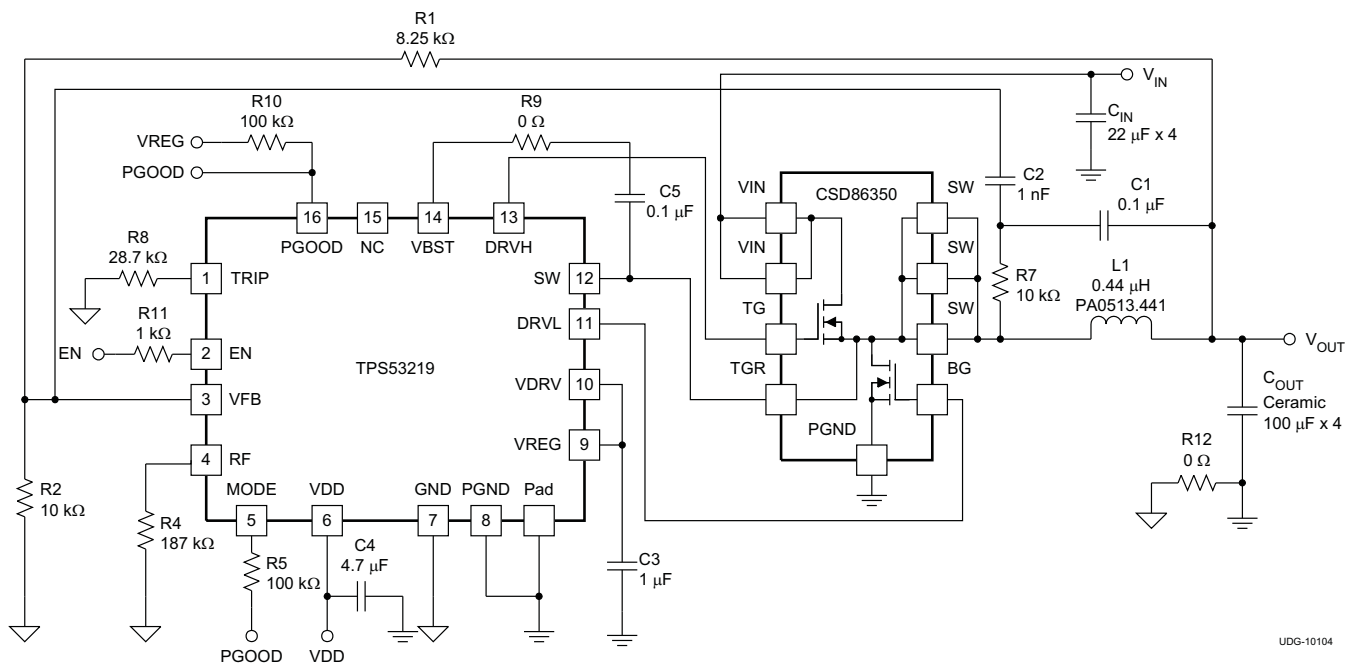 R1
8.25 kΩ
VIN
R10
100 kΩ
R9
0 Ω
CIN
22 µF x 4
VREG
PGOOD
C5
0.1 µF
VIN
CSD86350
SW
C2
1 nF
C1
0.1 µF
16
15
14
13
PGOOD
NC
VBST
DRVH
R8
28.7 kΩ
1
TRIP
SW
12
VIN
SW
R7
10 kΩ
L1
0.44 µH
PA0513.441
R11
1 kΩ
DRVL
11
TG
SW
EN
2
EN
TPS53219
VOUT
3
VFB
VDRV
10
TGR
BG
COUT
Ceramic
100 µF x 4
4
RF
VREG
9
PGND
R12
0 Ω
R2
10 kΩ
R4
187 kΩ
MODE
VDD
GND
PGND
Pad
5
6
7
8
R5
100 kΩ
C4
4.7 µF
C3
1 µF
PGOOD
VDD
UDG-10104